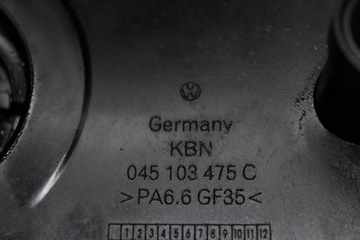 Germany
KBN
045 103 475 C
>PA6.6 GF35<
1 2 3 4 5 6 7 8 9 10 11 12